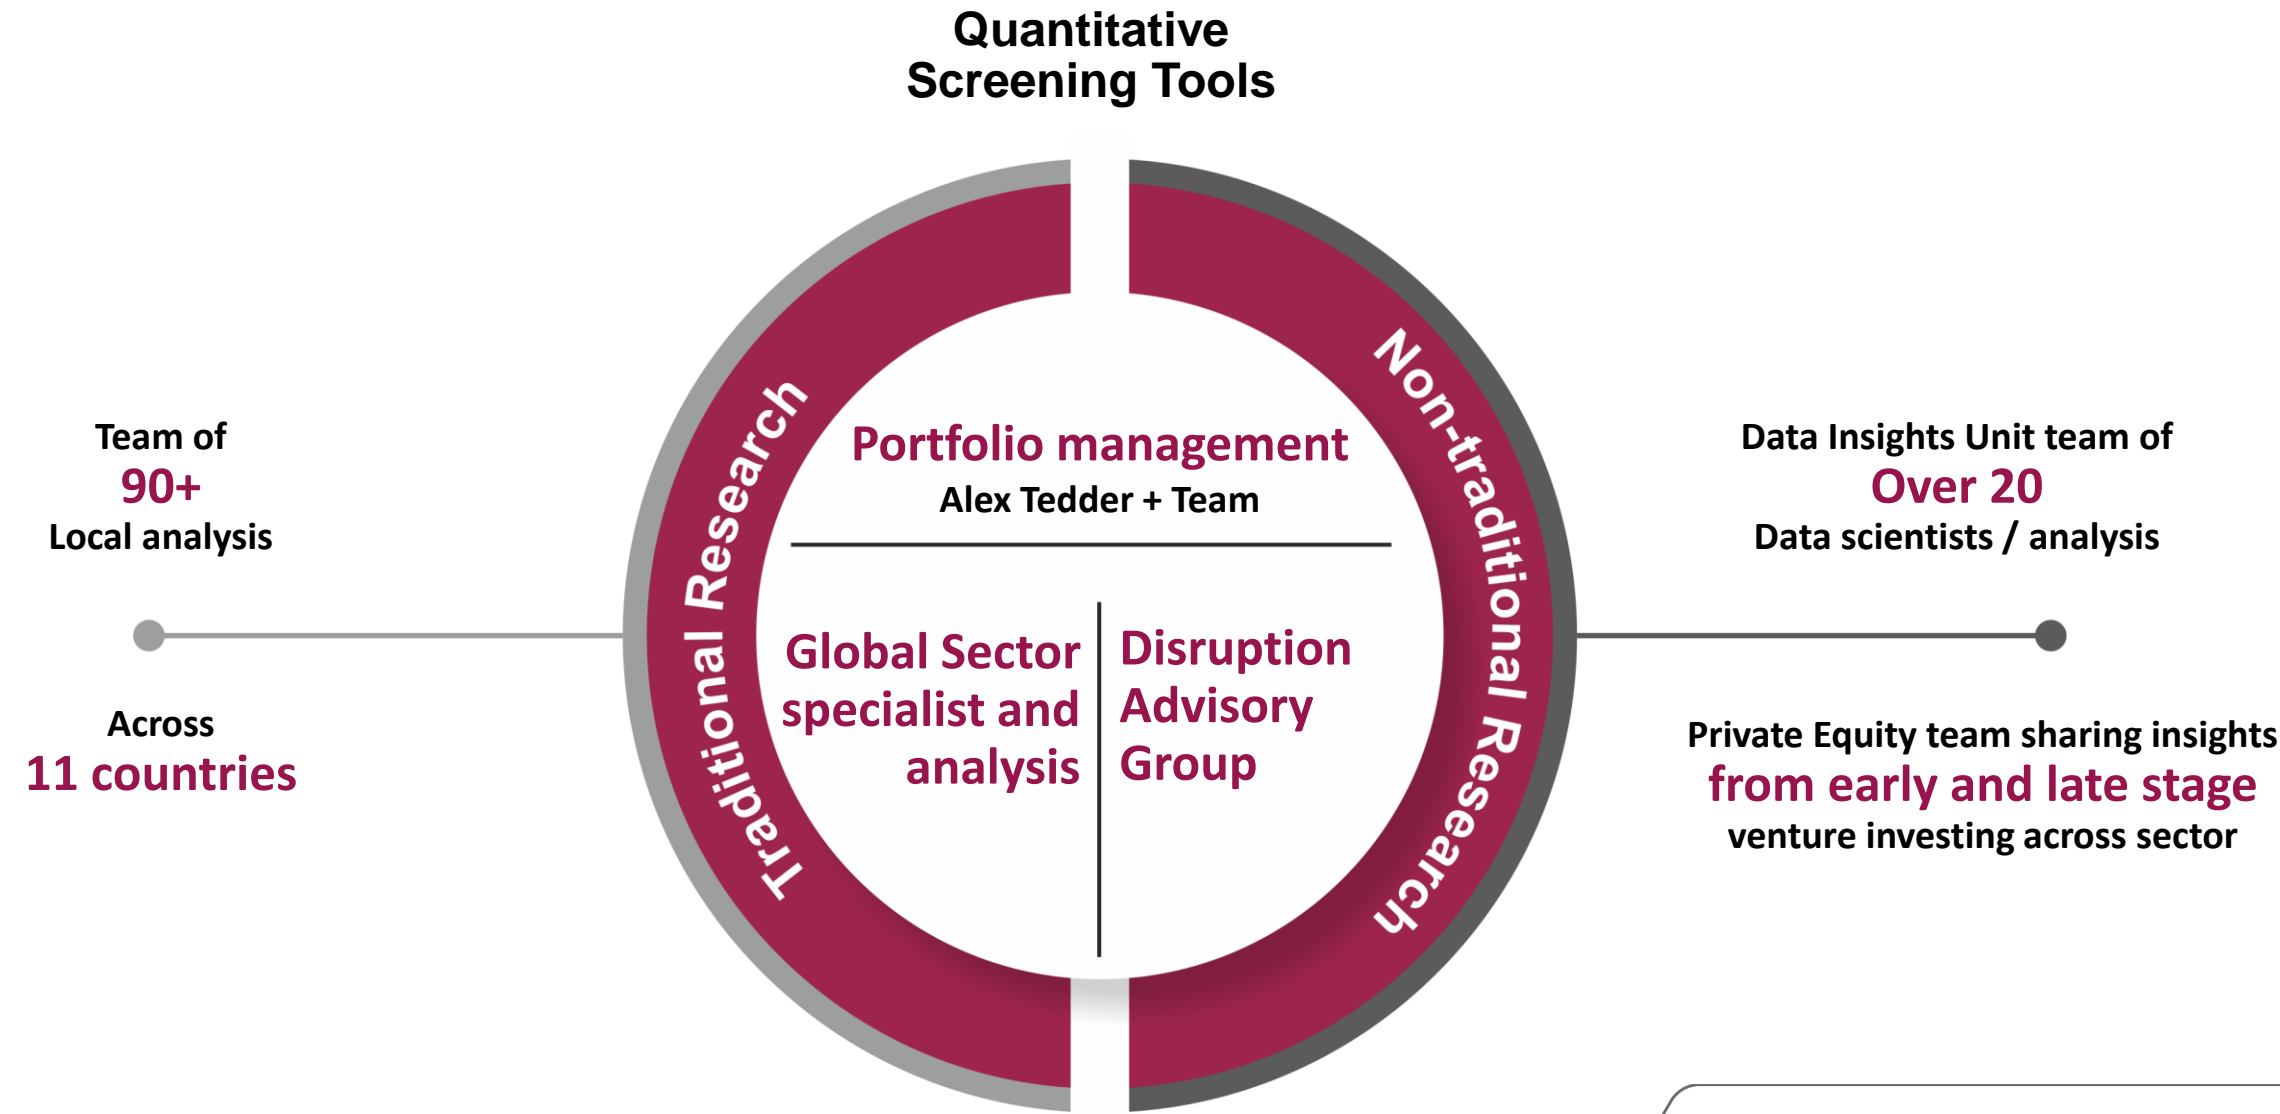 Quantitative
Screening Tools
Team of
90+
Local analysis
Across
11 countries
Traditional Research
Portfolio management
Alex Tedder + Team
Global Sector
specialist and
analysis
Disruption
Advisory
Group
Non-traditional Research
Data Insights Unit team of
Over 20
Data scientists / analysis
Private Equity team sharing insights
from early and late stage
venture investing across sector